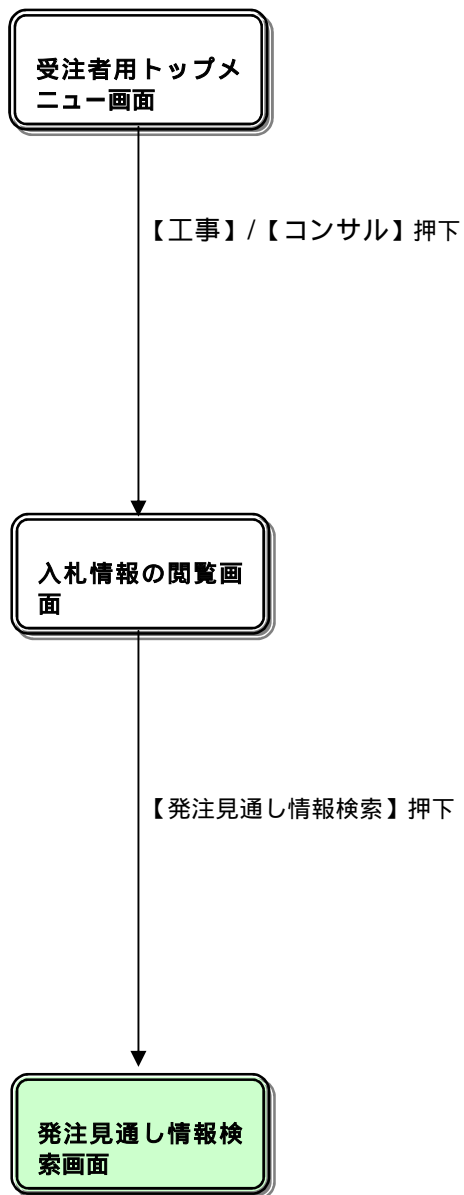 受注者用トップメ
ニュー画面
【工事】/【コンサル】押下
入札情報の閲覧画
面
【発注見通し情報検索】押下
発注見通し情報検
索画面